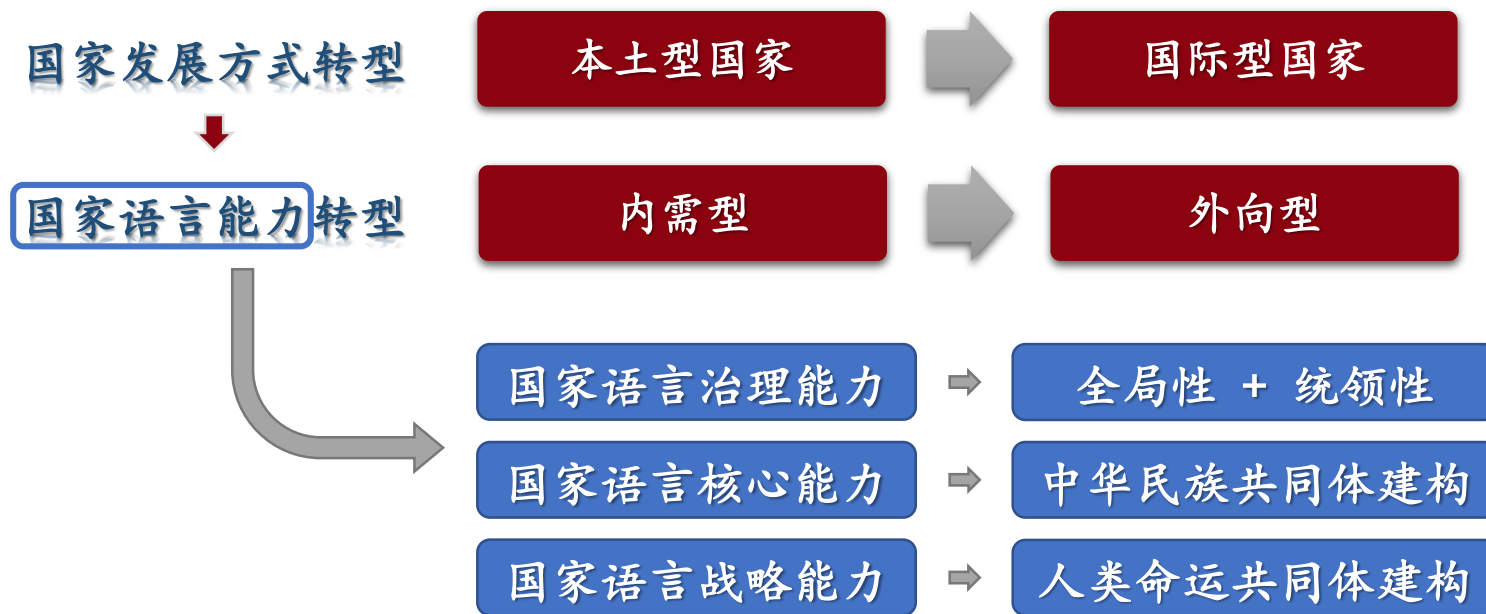 国家发展方式转型
本土型国家
国际型国家
国家语言能力转型
内需型
外向型
国家语言治理能力
全局性 + 统领性
国家语言核心能力
中华民族共同体建构
国家语言战略能力
人类命运共同体建构